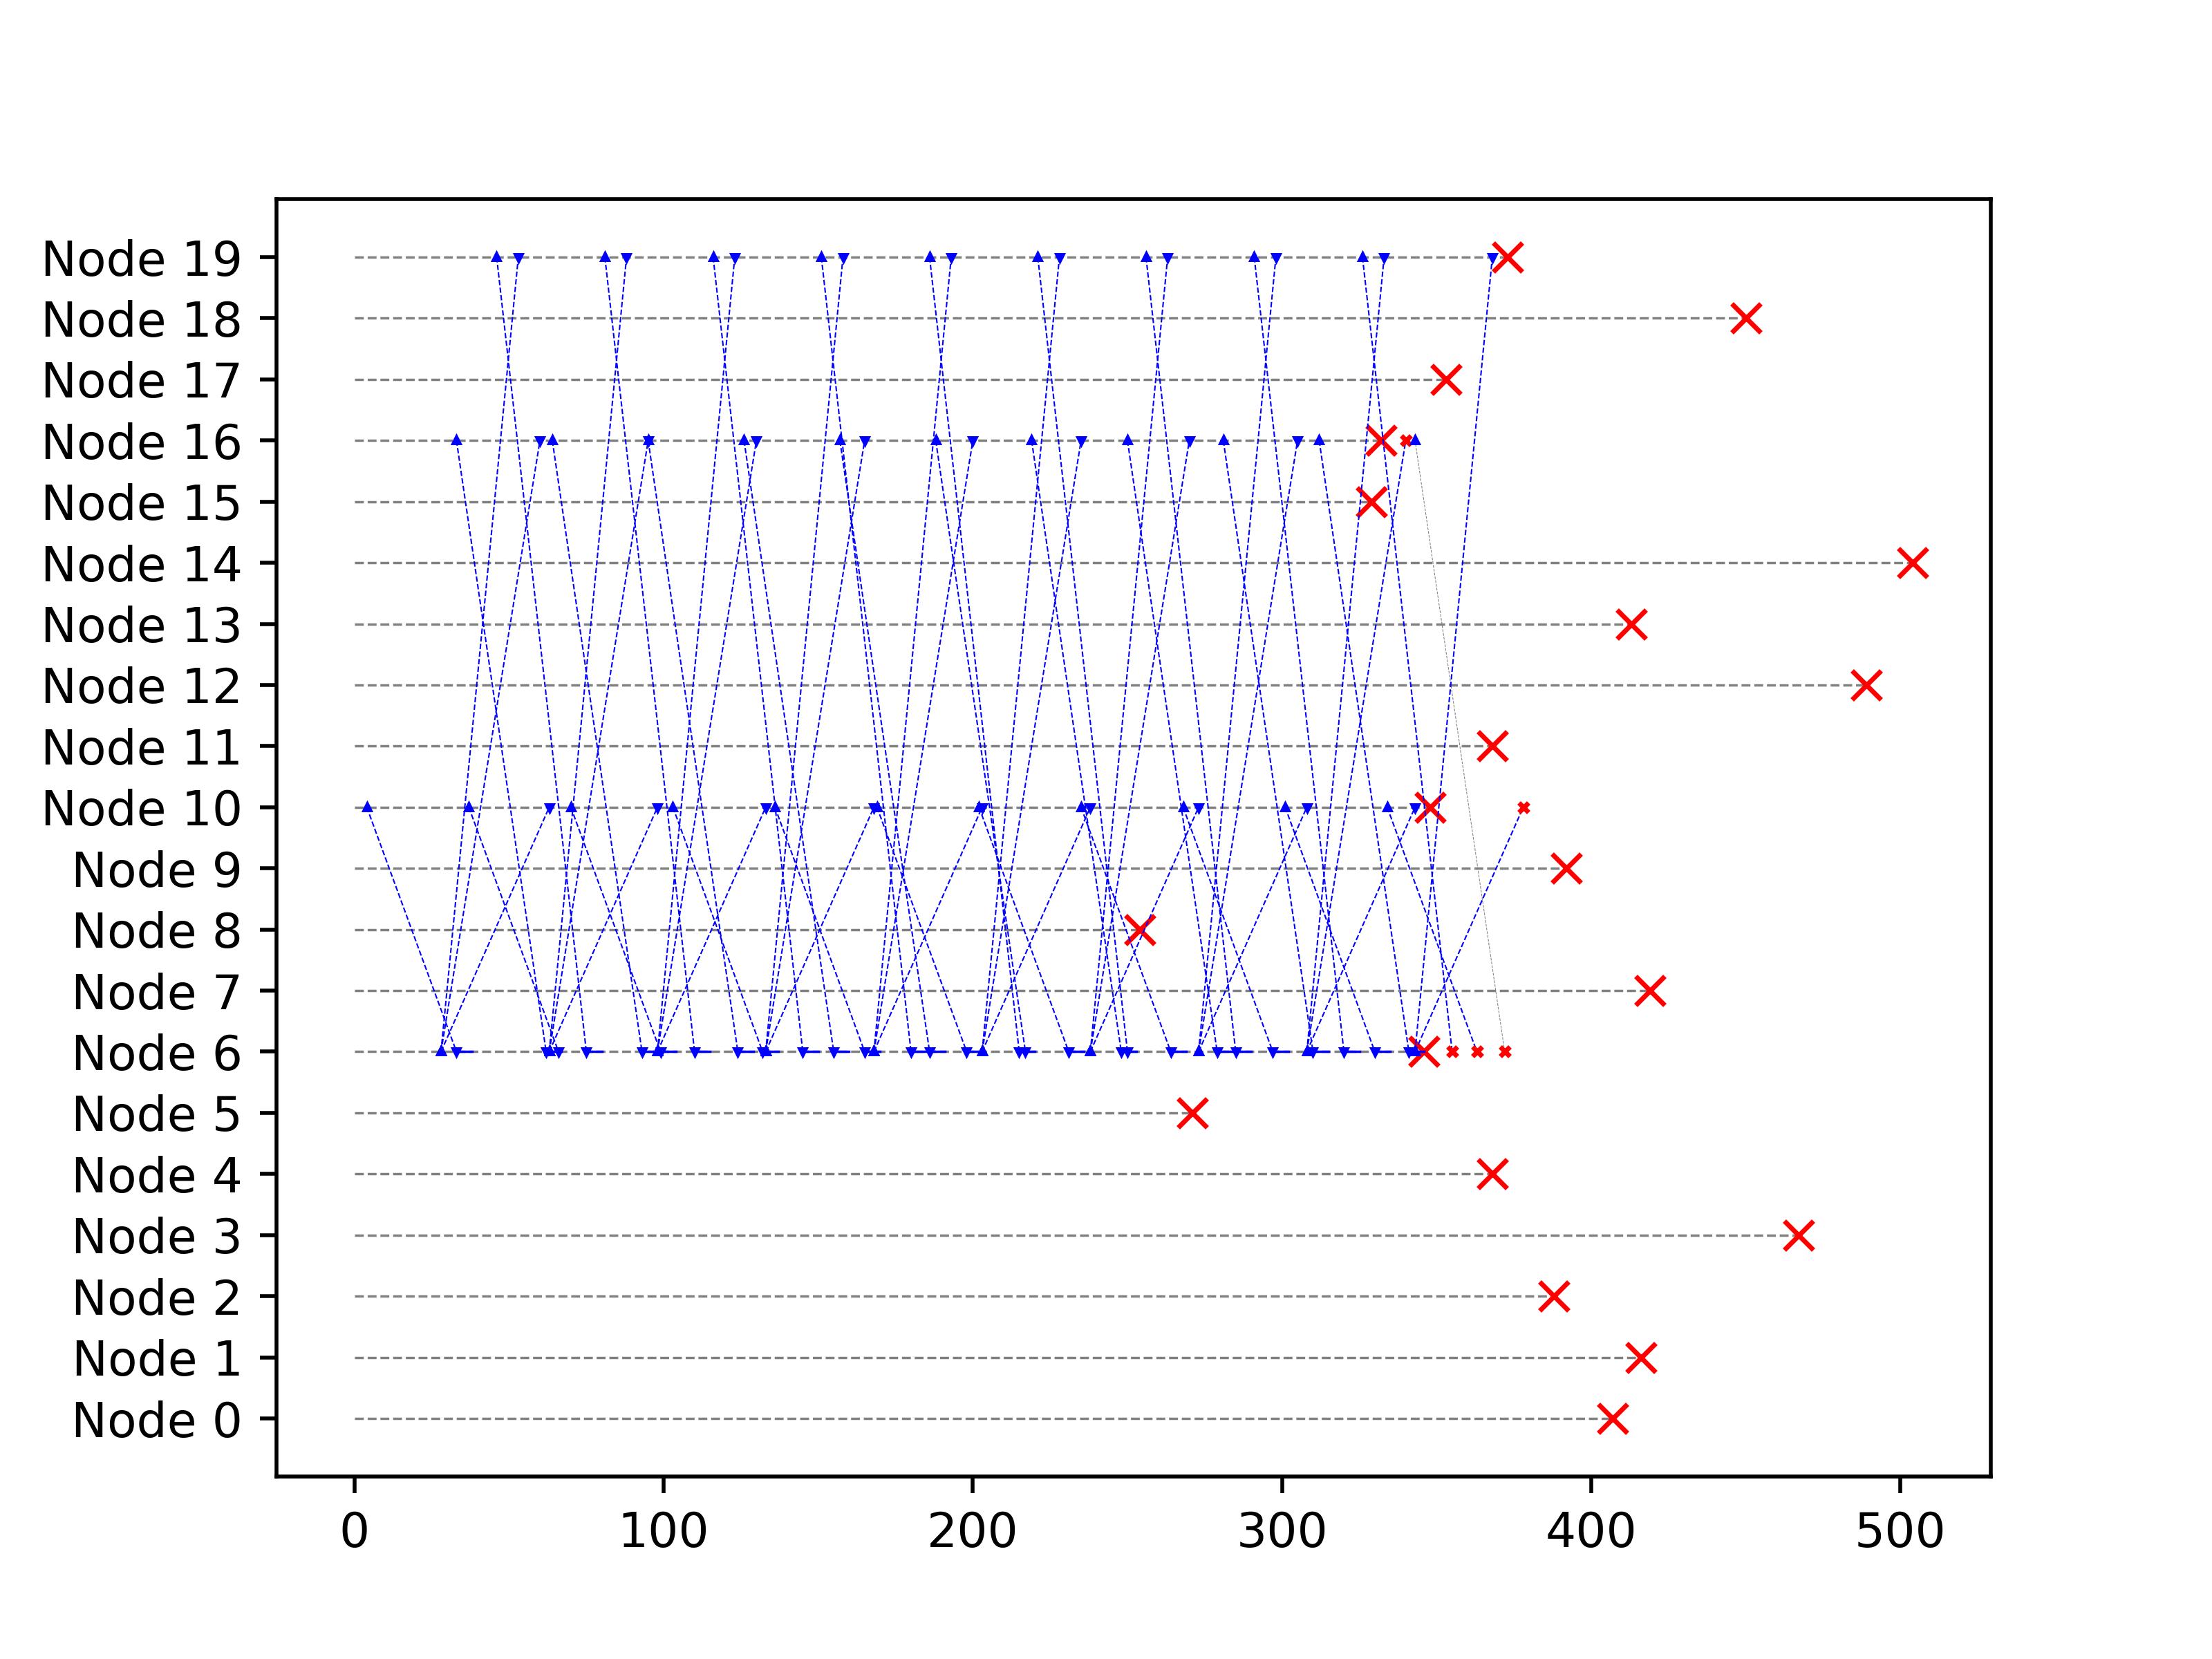 Node 19
Node 18
Node 17
Node 16
Node 15
Node 14
Node 13
Node 12
Node 11
Node 10
Node 9
Node 8
Node 7
Node 6
Node 5
Node 4
Node 3
Node 2
Node 1
Node 0
0 100 200 300 400 500